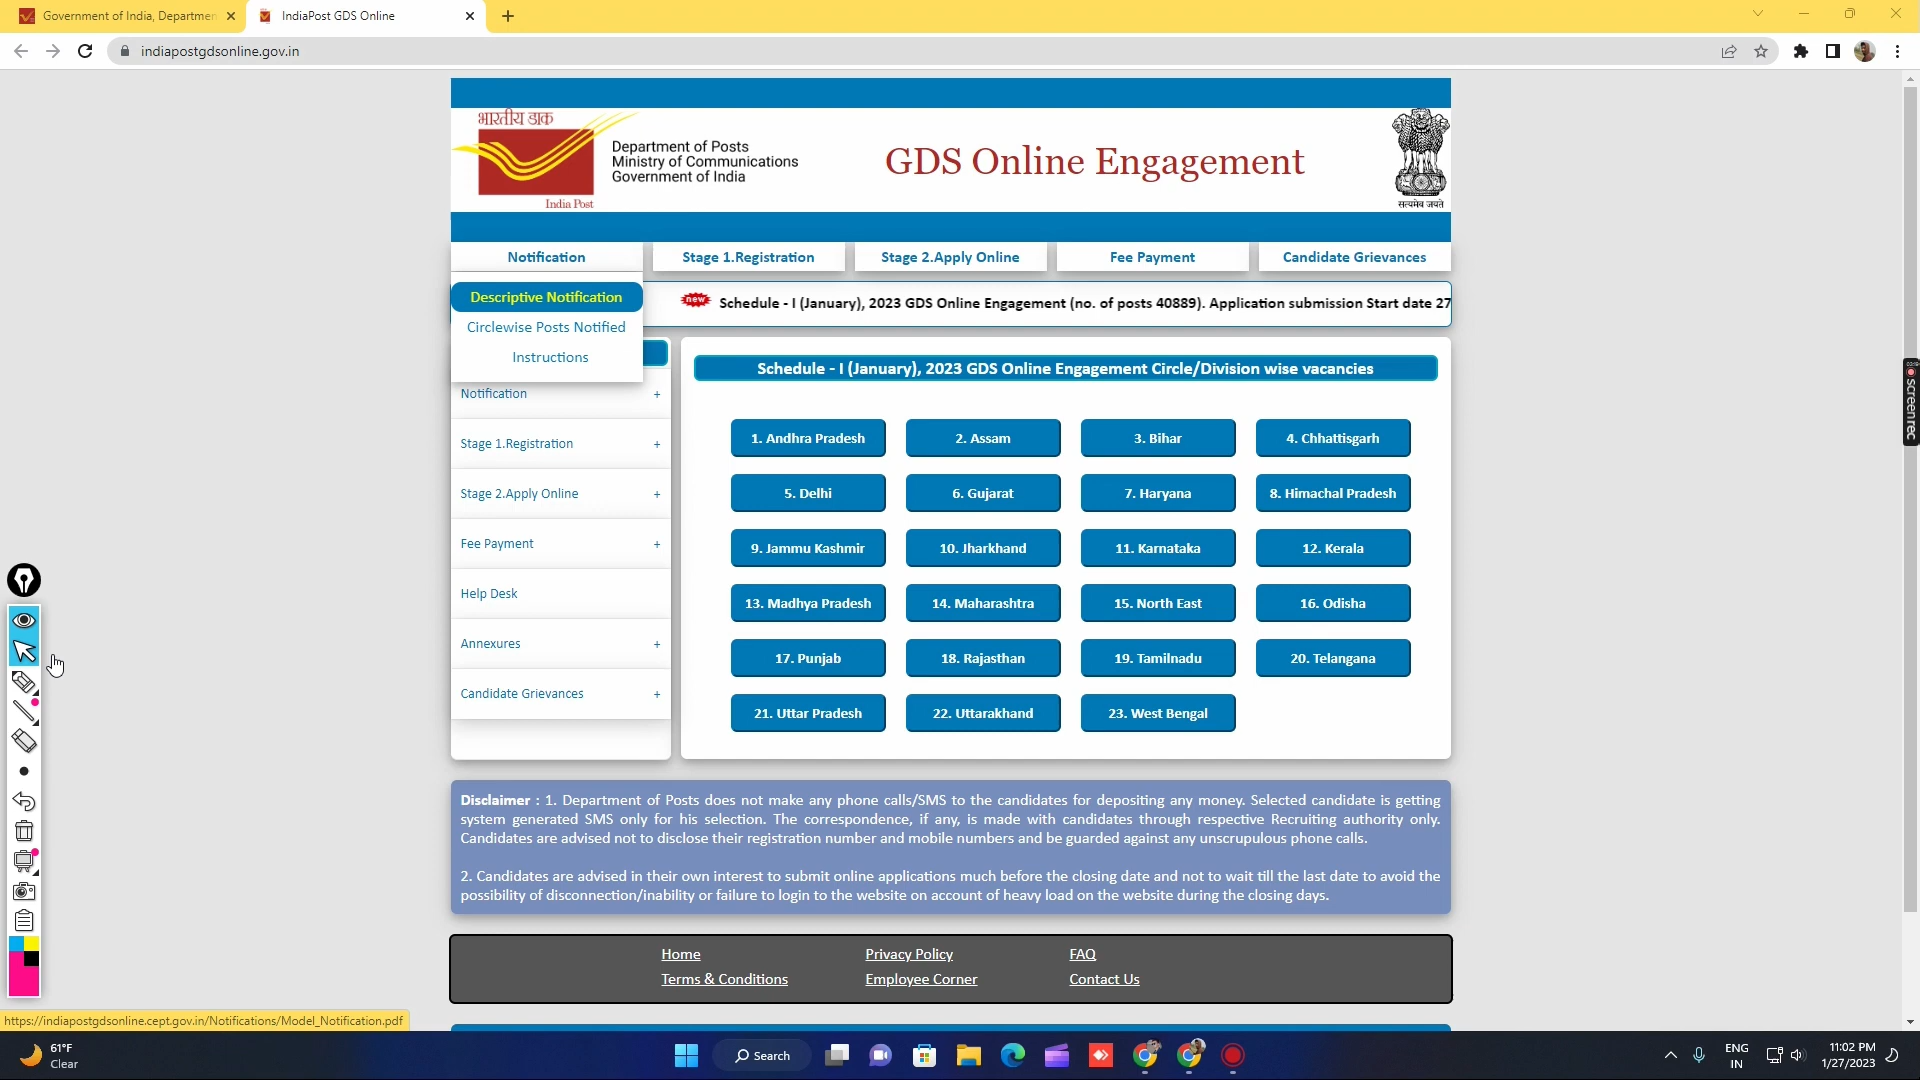 Government of India, Departmen
IndiaPost GDS Online
indiapostgdsonline.gov.in
भारतीय डाक
India Post
Department of Posts
Ministry of Communications
Government of India
GDS Online Engagement
सत्यमेव जयते
Notification
Stage 1.Registration
Stage 2.Apply Online
Fee Payment
Candidate Grievances
Descriptive Notification
Circlewise Posts Notified
Instructions
new
Schedule - I (January), 2023 GDS Online Engagement (no. of posts 40889). Application submission Start date 27
Notification +
Stage 1.Registration +
Stage 2.Apply Online +
Fee Payment +
Help Desk
Annexures +
Candidate Grievances +
Schedule - I (January), 2023 GDS Online Engagement Circle/Division wise vacancies
1. Andhra Pradesh
2. Assam
3. Bihar
4. Chhattisgarh
5. Delhi
6. Gujarat
7. Haryana
8. Himachal Pradesh
9. Jammu Kashmir
10. Jharkhand
11. Karnataka
12. Kerala
13. Madhya Pradesh
14. Maharashtra
15. North East
16. Odisha
17. Punjab
18. Rajasthan
19. Tamilnadu
20. Telangana
21. Uttar Pradesh
22. Uttarakhand
23. West Bengal
Disclaimer : 1. Department of Posts does not make any phone calls/SMS to the candidates for depositing any money. Selected candidate is getting
system generated SMS only for his selection. The correspondence, if any, is made with candidates through respective Recruiting authority only.
Candidates are advised not to disclose their registration number and mobile numbers and be guarded against any unscrupulous phone calls.
2. Candidates are advised in their own interest to submit online applications much before the closing date and not to wait till the last date to avoid the
possibility of disconnection/inability or failure to login to the website on account of heavy load on the website during the closing days.
Home
Privacy Policy
FAQ
Terms & Conditions
Employee Corner
Contact Us
screenrec
https://indiapostgdsonline.cept.gov.in/Notifications/Model_Notification.pdf
61°F
Clear
Search
ENG
IN
11:02 PM
1/27/2023